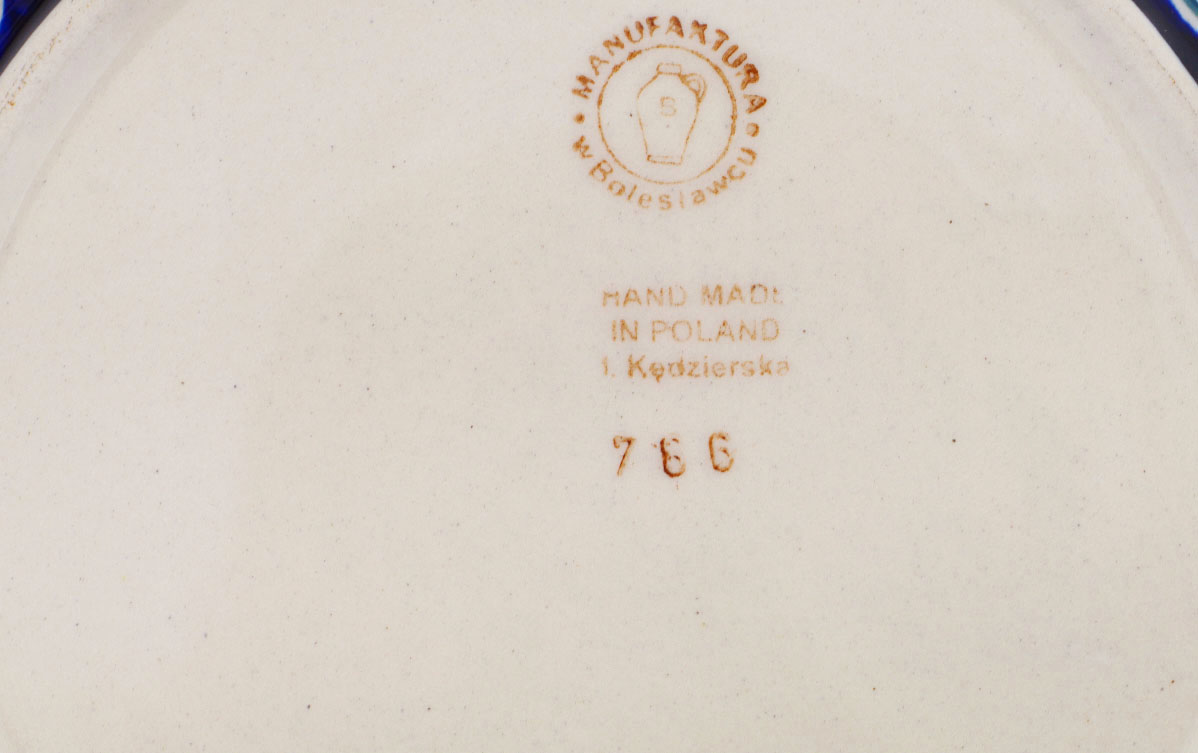 MANUFAKTURA
w Bolesławcu
B
HAND MADE
IN POLAND
I. Kędzierska
766